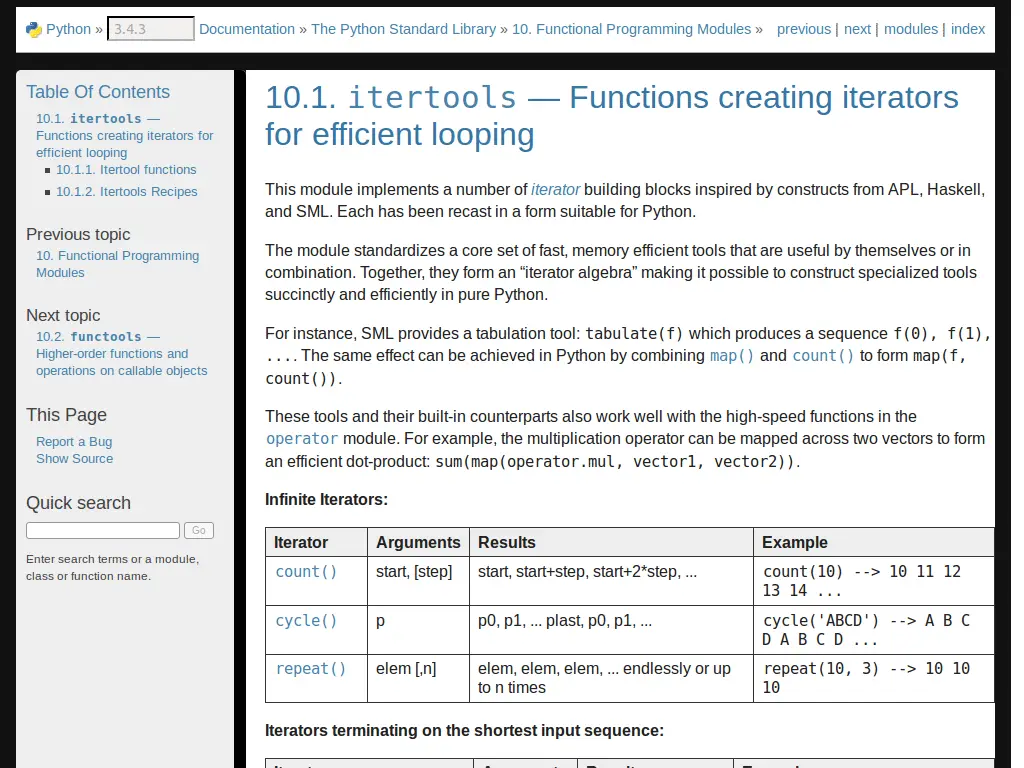 Python » 3.4.3 Documentation » The Python Standard Library » 10. Functional Programming Modules » previous | next | modules | index
Table Of Contents
10.1. itertools —
Functions creating iterators for
efficient looping
10.1.1. Itertool functions
10.1.2. Itertools Recipes
Previous topic
10. Functional Programming
Modules
Next topic
10.2. functools —
Higher-order functions and
operations on callable objects
This Page
Report a Bug
Show Source
Quick search
Go
Enter search terms or a module,
class or function name.
10.1. itertools — Functions creating iterators
for efficient looping
This module implements a number of iterator building blocks inspired by constructs from APL, Haskell,
and SML. Each has been recast in a form suitable for Python.
The module standardizes a core set of fast, memory efficient tools that are useful by themselves or in
combination. Together, they form an “iterator algebra” making it possible to construct specialized tools
succinctly and efficiently in pure Python.
For instance, SML provides a tabulation tool: tabulate(f) which produces a sequence f(0), f(1),
.... The same effect can be achieved in Python by combining map() and count() to form map(f,
count()).
These tools and their built-in counterparts also work well with the high-speed functions in the
operator module. For example, the multiplication operator can be mapped across two vectors to form
an efficient dot-product: sum(map(operator.mul, vector1, vector2)).
Infinite Iterators:
Iterator Arguments Results Example
count() start, [step] start, start+step, start+2*step, ... count(10) --> 10 11 12
13 14 ...
cycle() p p0, p1, ... plast, p0, p1, ... cycle('ABCD') --> A B C
D A B C D ...
repeat() elem [,n] elem, elem, elem, ... endlessly or up repeat(10, 3) --> 10 10
to n times 10
Iterators terminating on the shortest input sequence: